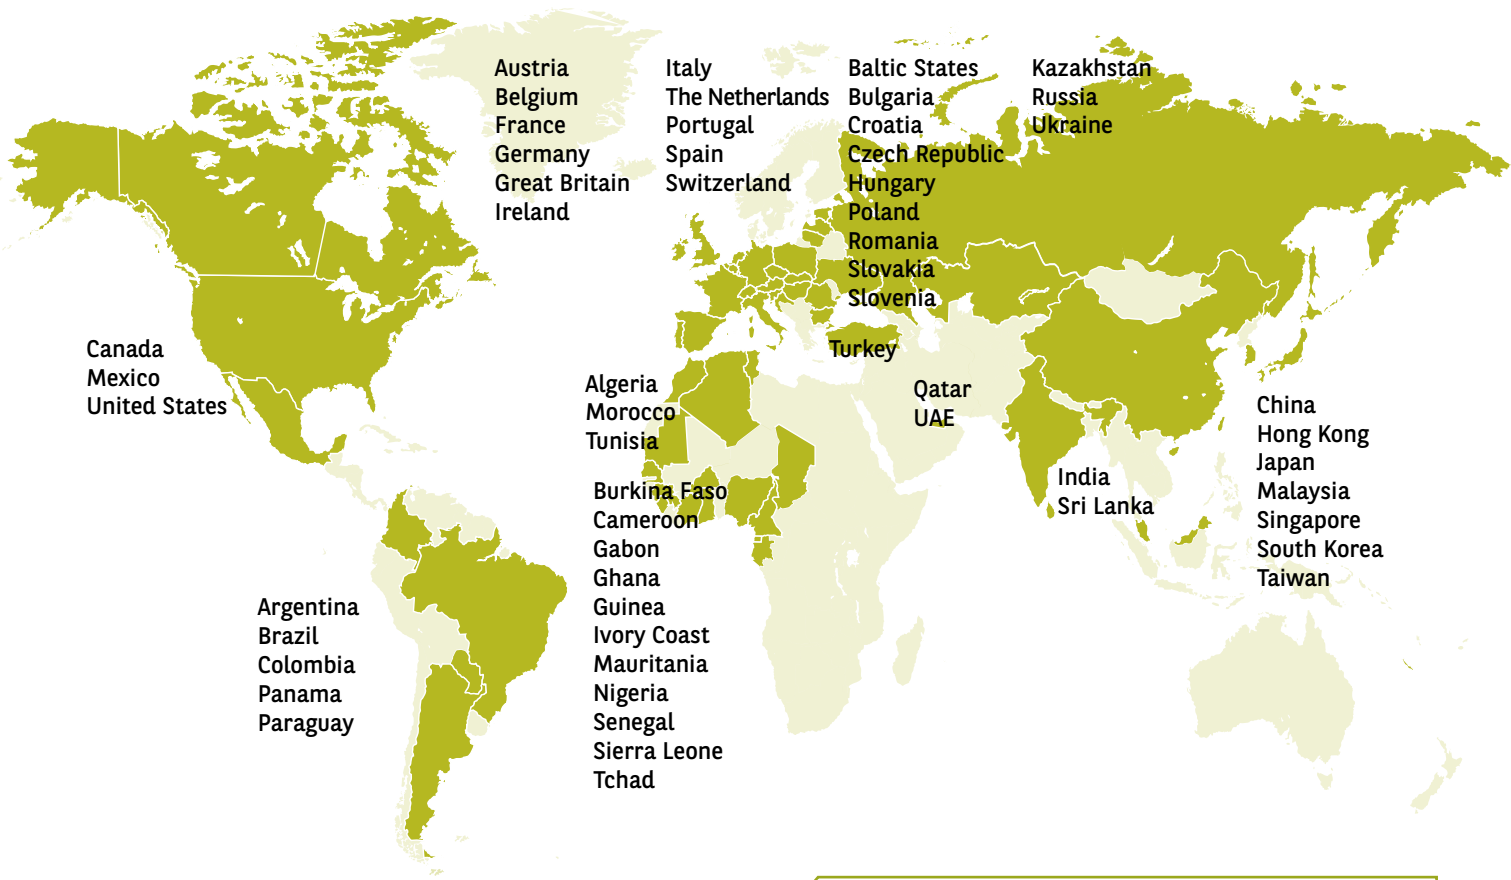 Austria
Belgium
France
Germany
Great Britain
Ireland
Italy
The Netherlands
Portugal
Spain
Switzerland
Baltic States
Bulgaria
Croatia
Czech Republic
Hungary
Poland
Romania
Slovakia
Slovenia
Kazakhstan
Russia
Ukraine
Turkey
Canada
Mexico
United States
Algeria
Morocco
Tunisia
Qatar
UAE
Burkina Faso
Cameroon
Gabon
Ghana
Guinea
Ivory Coast
Mauritania
Nigeria
Senegal
Sierra Leone
Tchad
India
Sri Lanka
China
Hong Kong
Japan
Malaysia
Singapore
South Korea
Taiwan
Argentina
Brazil
Colombia
Panama
Paraguay